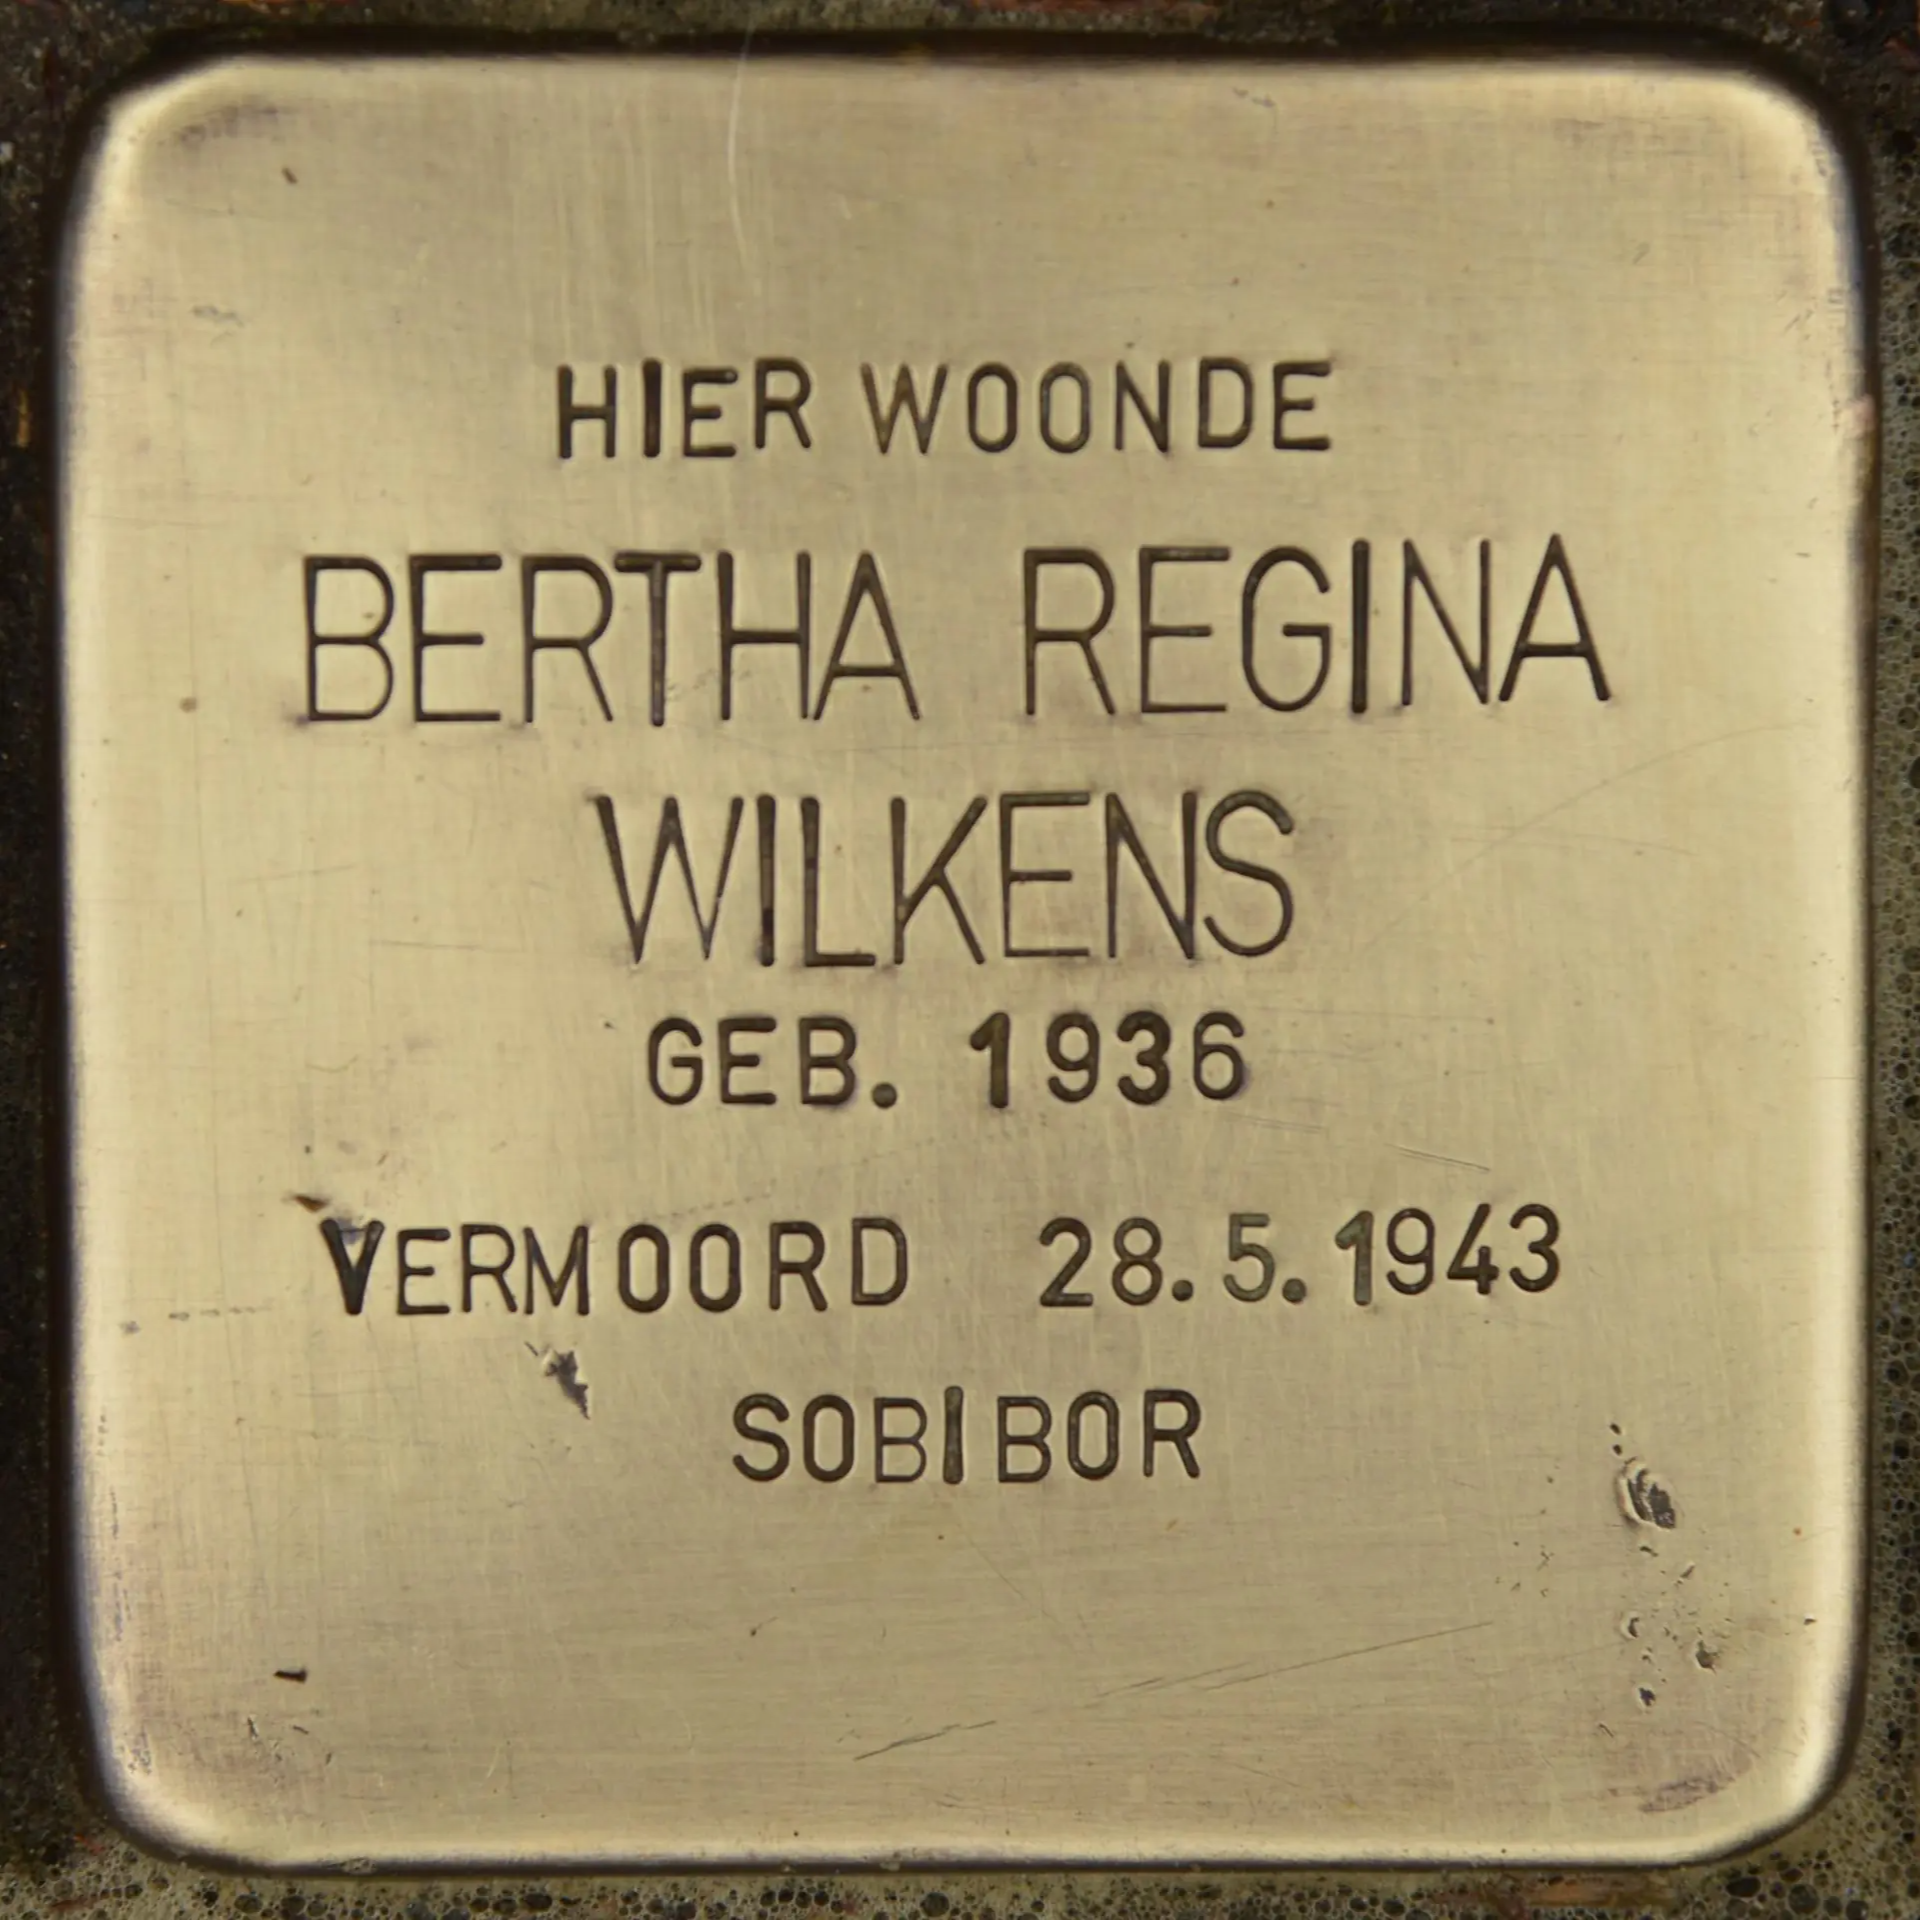 HIER WOONDE
BERTHA REGINA
WILKENS
GEB. 1936
VERMOORD 28.5.1943
SOBIBOR